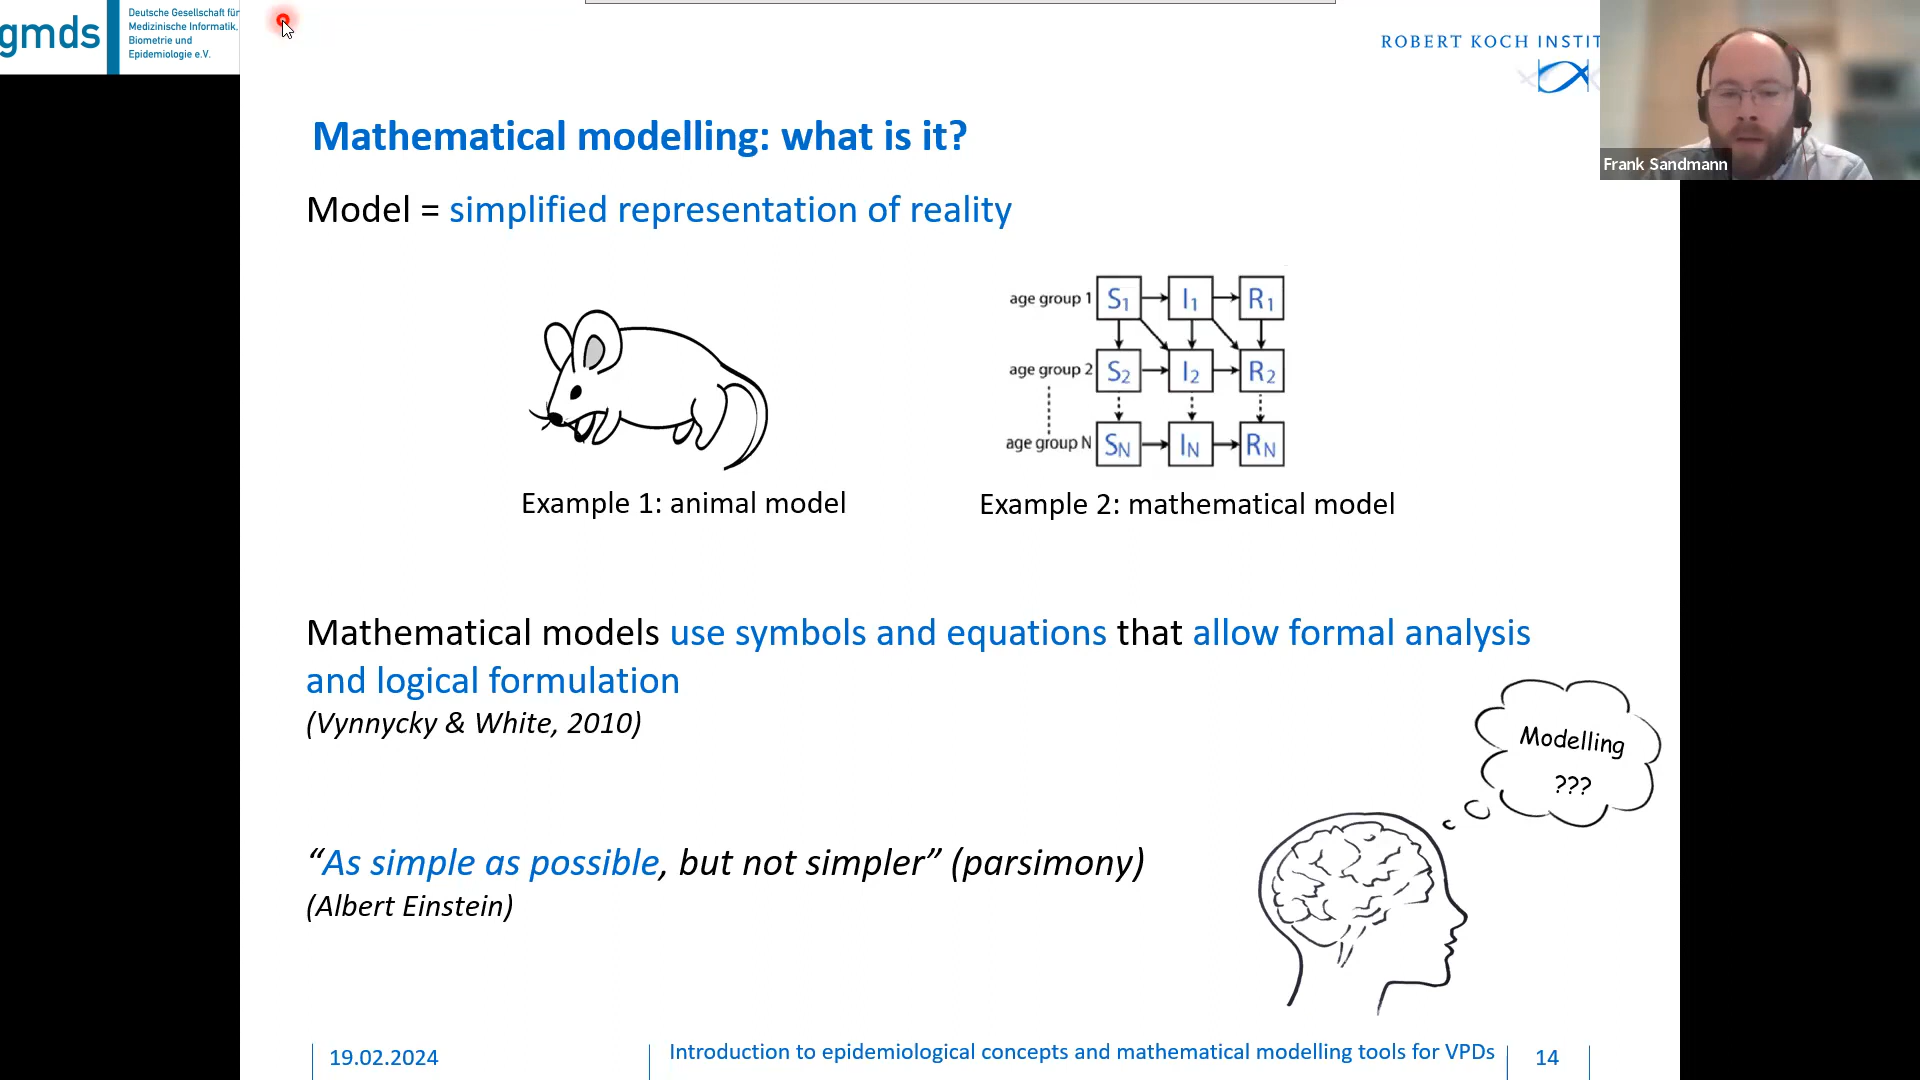 gmds
Deutsche Gesellschaft für
Medizinische Informatik,
Biometrie und
Epidemiologie e.V.
ROBERT KOCH INSTIT
Frank Sandmann
Mathematical modelling: what is it?
Model = simplified representation of reality
age group 1 S1 I1 R1
age group 2 S2 I2 R2
age group N SN IN RN
Example 1: animal model
Example 2: mathematical model
Mathematical models use symbols and equations that allow formal analysis
and logical formulation
(Vynnycky & White, 2010)
Modelling
???
“As simple as possible, but not simpler” (parsimony)
(Albert Einstein)
19.02.2024
Introduction to epidemiological concepts and mathematical modelling tools for VPDs
14